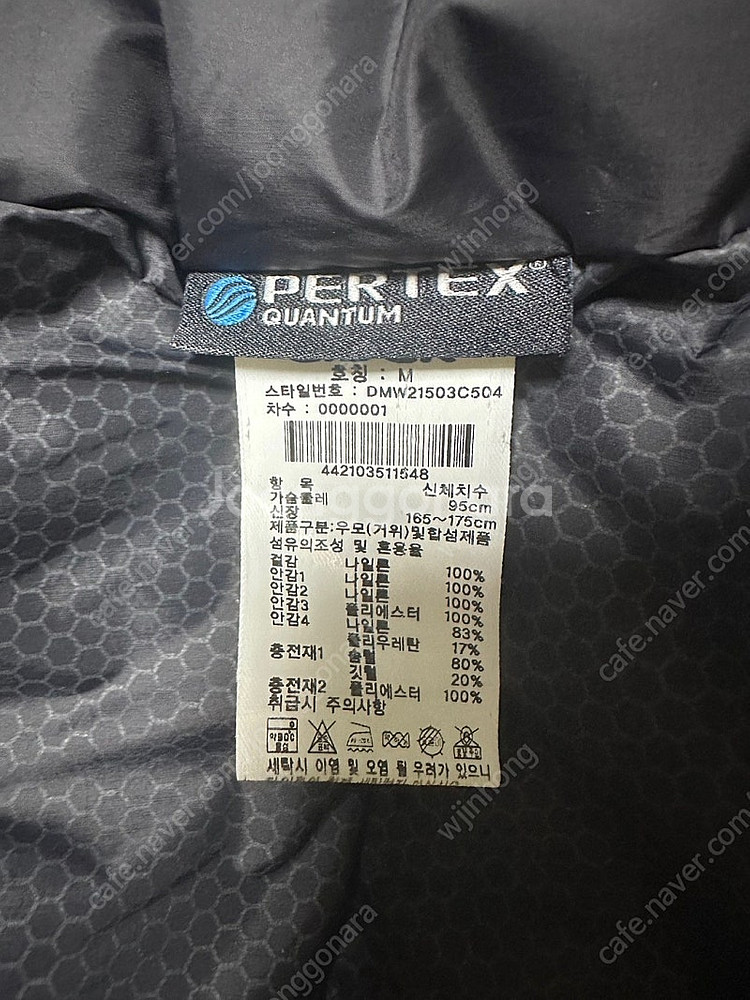 PERTEX®
QUANTUM
호칭 : M
스타일번호 : DMW21503C504
차수 : 0000001
442103511548
항 목 신체치수
가슴둘레 95cm
신장 165~175cm
제품구분:우모(거위)및합성제품
섬유의조성 및 혼용율
겉감 나일론 100%
안감1 나일론 100%
안감2 나일론 100%
안감3 폴리에스터 100%
안감4 나일론 83%
폴리우레탄 17%
충전재1 솜털 80%
깃털 20%
충전재2 폴리에스터 100%
취급시 주의사항
세탁시 이염 및 오염 될 우려가 있으니
Joonggonara
cafe.naver.com/joonggonara
wjinhong